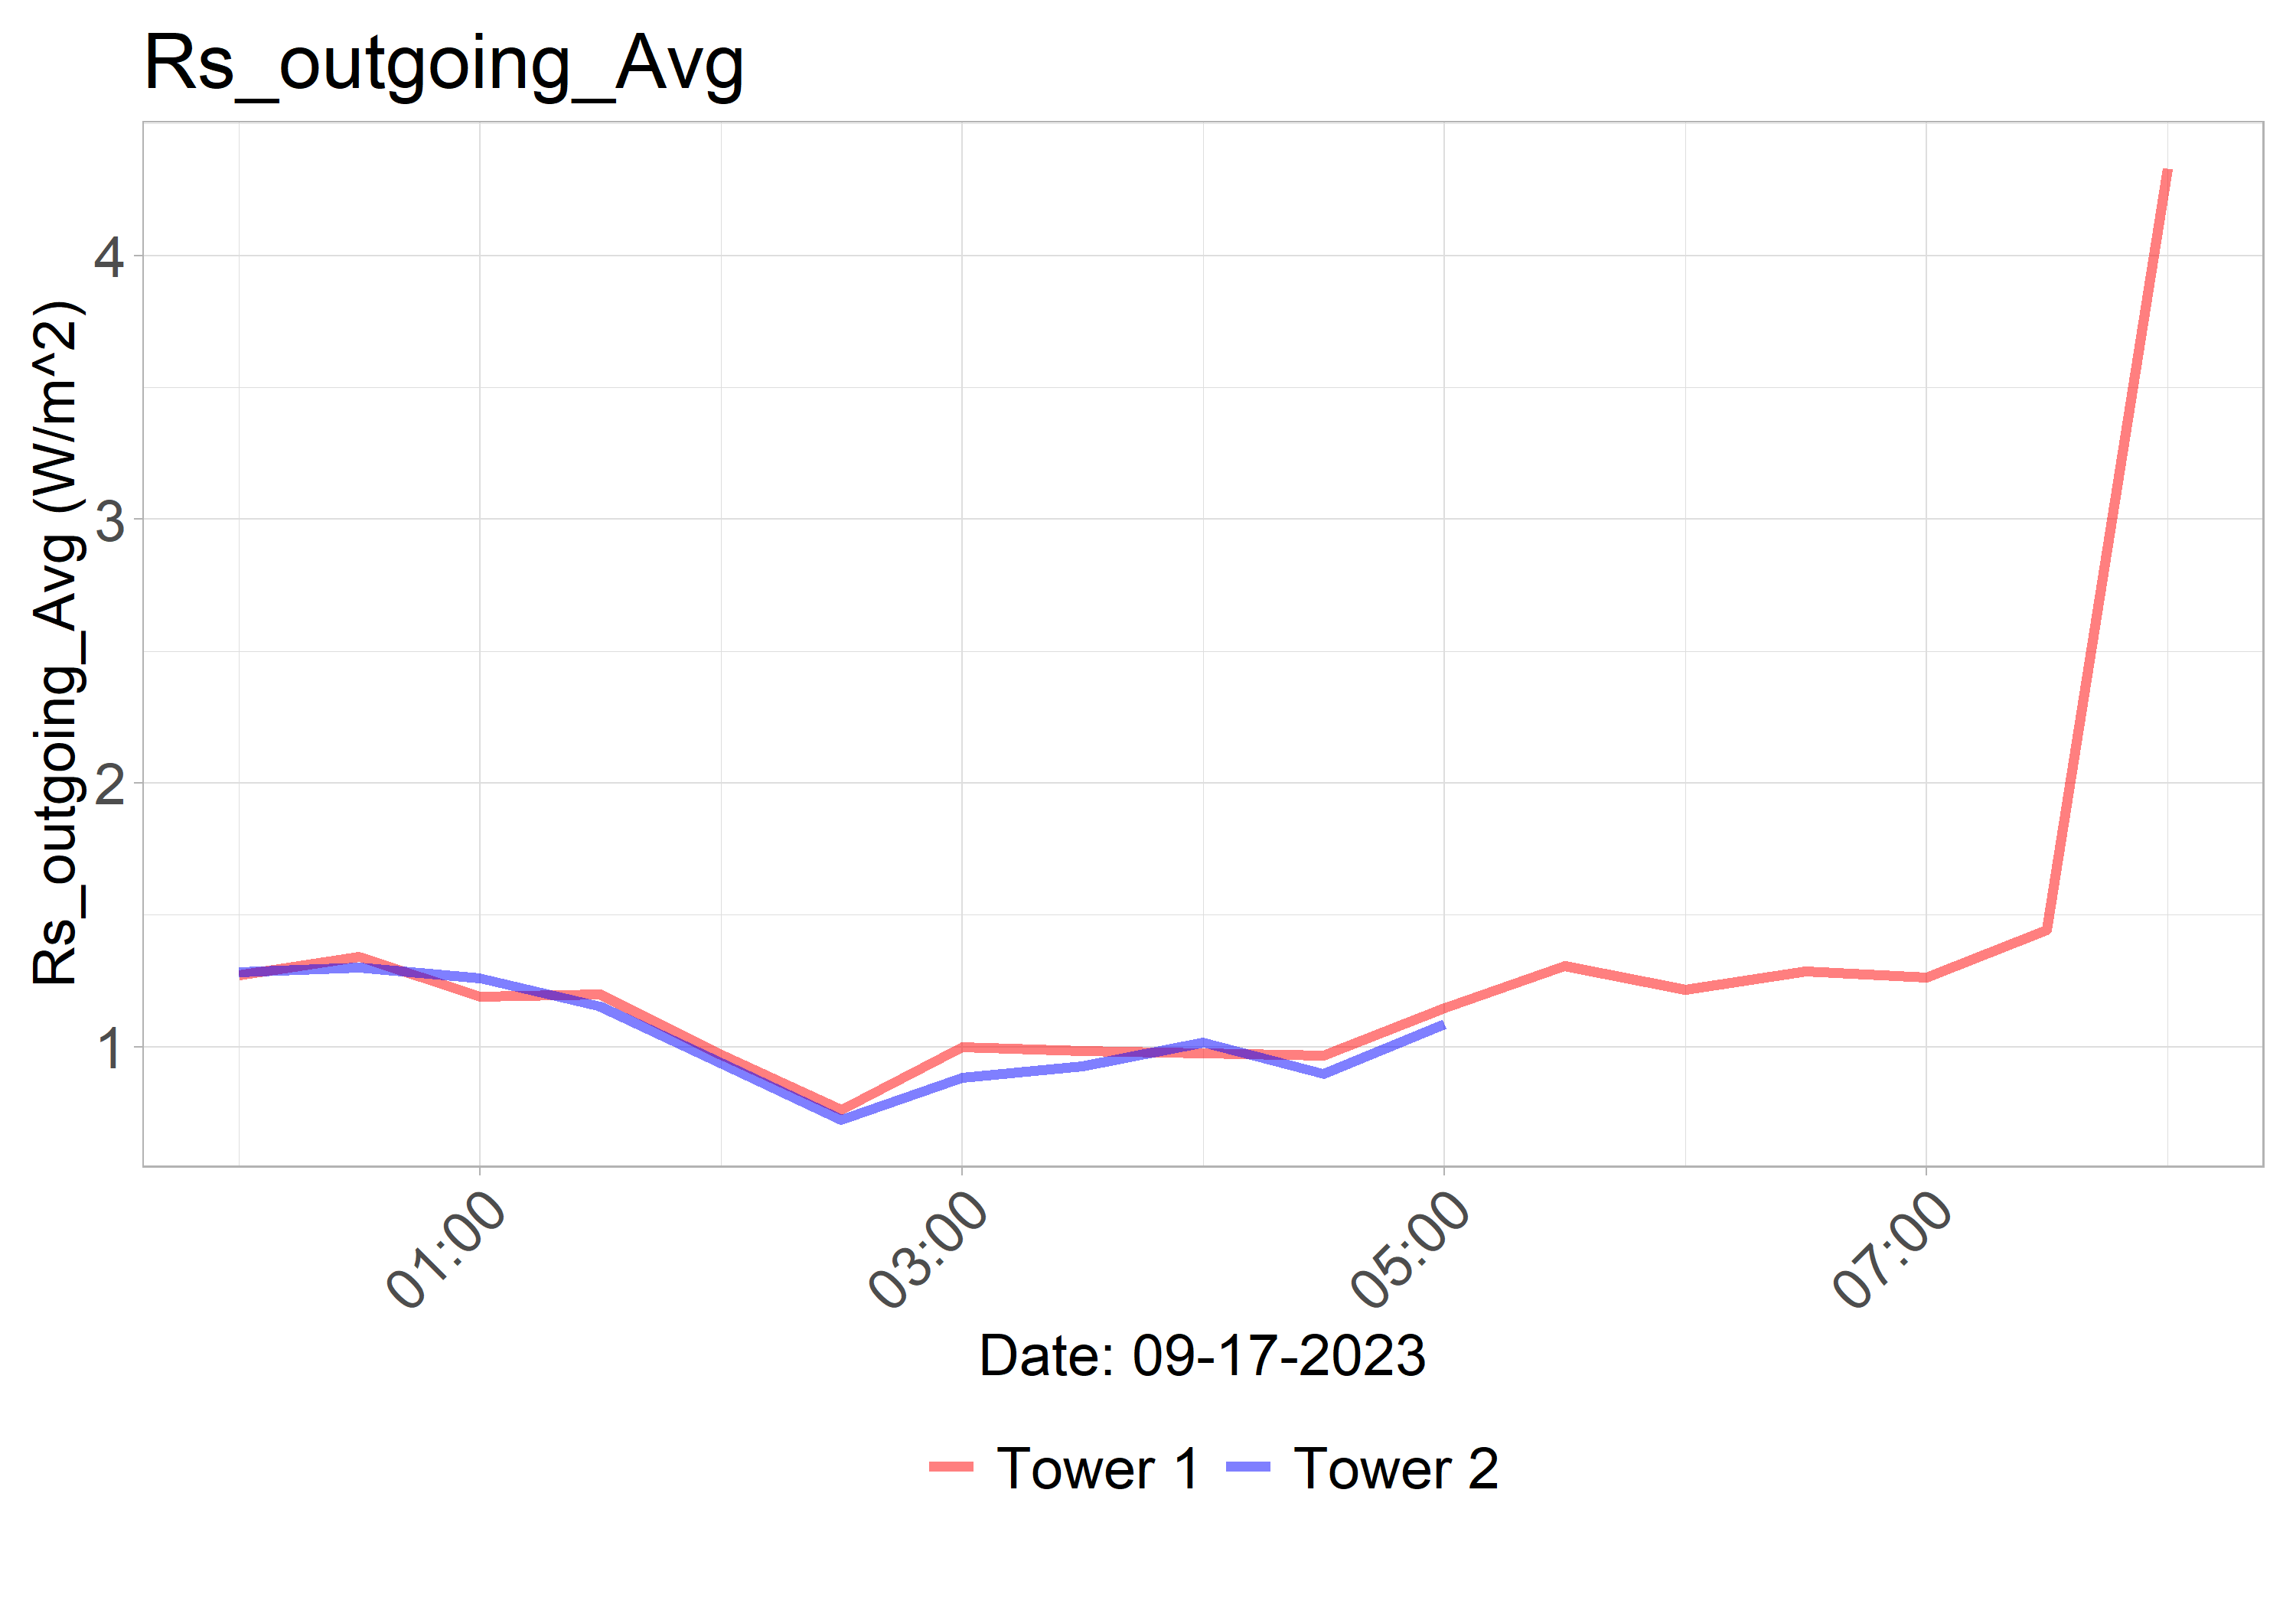 Rs_outgoing_Avg
Rs_outgoing_Avg (W/m^2)
4
3
2
1
01:00
03:00
05:00
07:00
Date: 09-17-2023
Tower 1
Tower 2